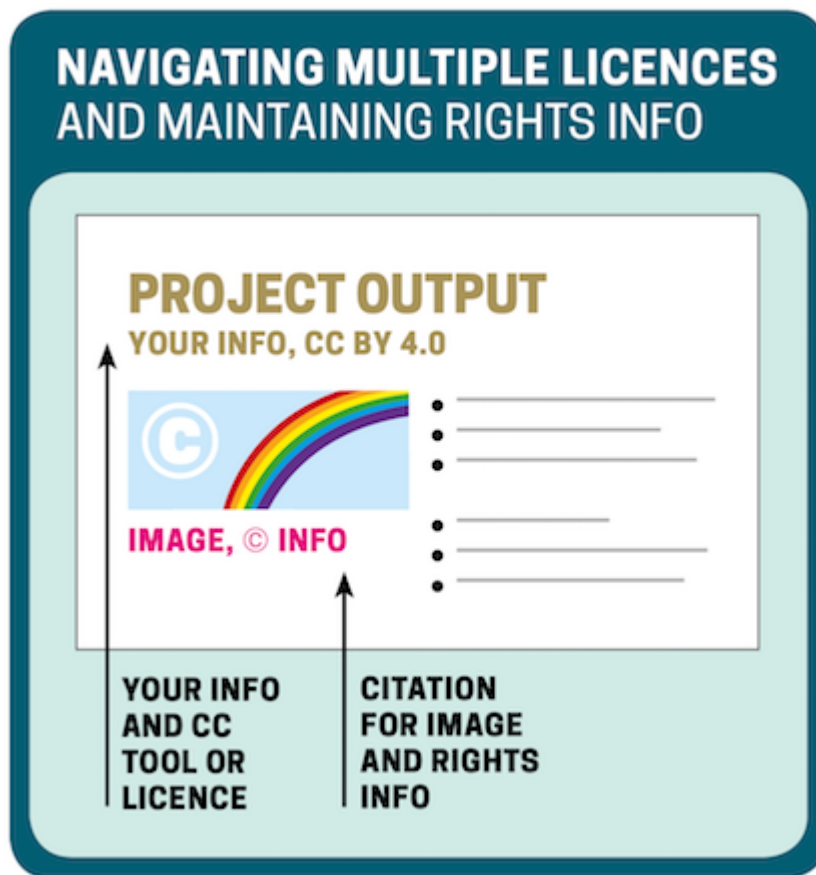 NAVIGATING MULTIPLE LICENCES
AND MAINTAINING RIGHTS INFO
PROJECT OUTPUT
YOUR INFO, CC BY 4.0
©
IMAGE, © INFO
YOUR INFO
AND CC
TOOL OR
LICENCE
CITATION
FOR IMAGE
AND RIGHTS
INFO